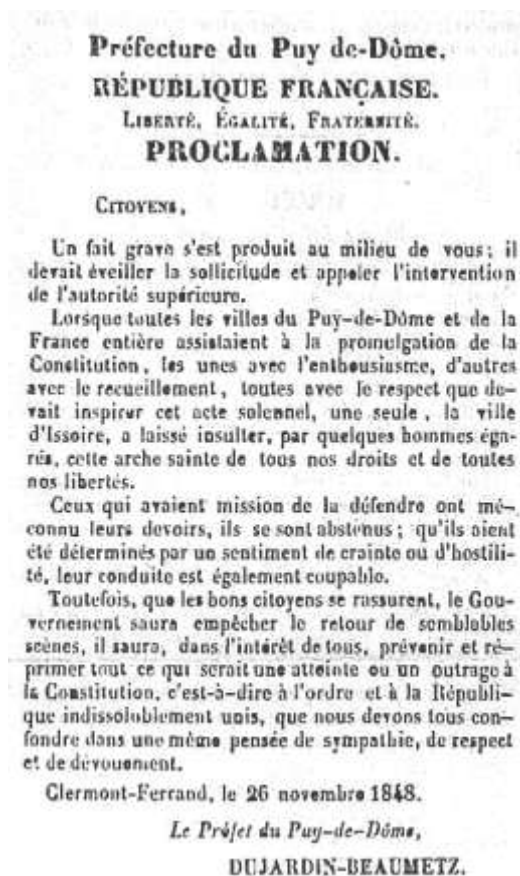 Préfecture du Puy de-Dôme.
RÉPUBLIQUE FRANÇAISE.
LIBERTÉ, ÉGALITÉ, FRATERNITÉ.
PROCLAMATION.
CITOYENS,
Un fait grave s'est produit au milieu de vous; il
devait éveiller la sollicitude et appeler l'intervention
de l'autorité supérieure.
Lorsque toutes les villes du Puy-de-Dôme et de la
France entière assistaient à la promulgation de la
Constitution, les unes avec l'enthousiasme, d'autres
avec le recueillement, toutes avec le respect que de-
vait inspirer cet acte solennel, une seule, la ville
d'Issoire, a laissé insulter, par quelques hommes éga-
rés, cette arche sainte de tous nos droits et de toutes
nos libertés.
Ceux qui avaient mission de la défendre ont mé-
connu leurs devoirs, ils se sont abstenus; qu'ils aient
été déterminés par un sentiment de crainte ou d'hostili-
té, leur conduite est également coupable.
Toutefois, que les bons citoyens se rassurent, le Gou-
vernement saura empêcher le retour de semblables
scènes, il saura, dans l'intérêt de tous, prévenir et ré-
primer tout ce qui serait une atteinte ou un outrage à
la Constitution, c'est-à-dire à l'ordre et à la Républi-
que indissolublement unis, que nous devons tous con-
fondre dans une même pensée de sympathie, de respect
et de dévouement.
Clermont-Ferrand, le 26 novembre 1848.
Le Préfet du Puy-de-Dôme,
DUJARDIN-BEAUMETZ.